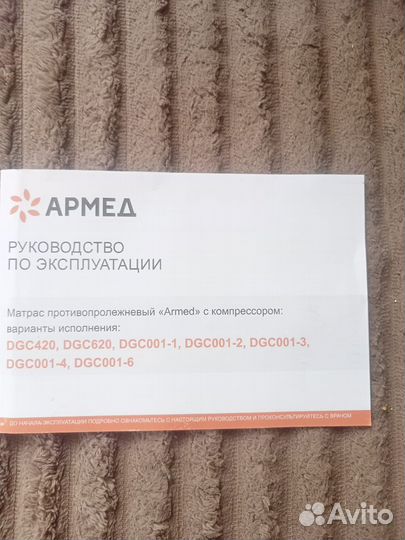 АРМЕД
РУКОВОДСТВО
ПО ЭКСПЛУАТАЦИИ
Матрас противопролежневый «Armed» с компрессором:
варианты исполнения:
DGC420, DGC620, DGC001-1, DGC001-2, DGC001-3,
DGC001-4, DGC001-6
ДО НАЧАЛА ЭКСПЛУАТАЦИИ ПОДРОБНО ОЗНАКОМЬТЕСЬ С НАСТОЯЩИМ РУКОВОДСТВОМ И ПРОКОНСУЛЬТИРУЙТЕСЬ С ВРАЧОМ
Avito